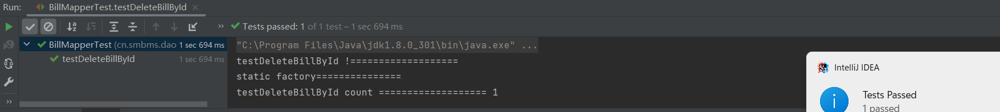 Run: BillMapperTest.testDeleteBillById ×
Tests passed: 1 of 1 test – 1 sec 694 ms
BillMapperTest (cn.smbms.dao 1 sec 694 ms
testDeleteBillById 1 sec 694 ms
"C:\Program Files\Java\jdk1.8.0_301\bin\java.exe" ...
testDeleteBillById !===================
static factory===============
testDeleteBillById count =================== 1
IntelliJ IDEA
Tests Passed
1 passed